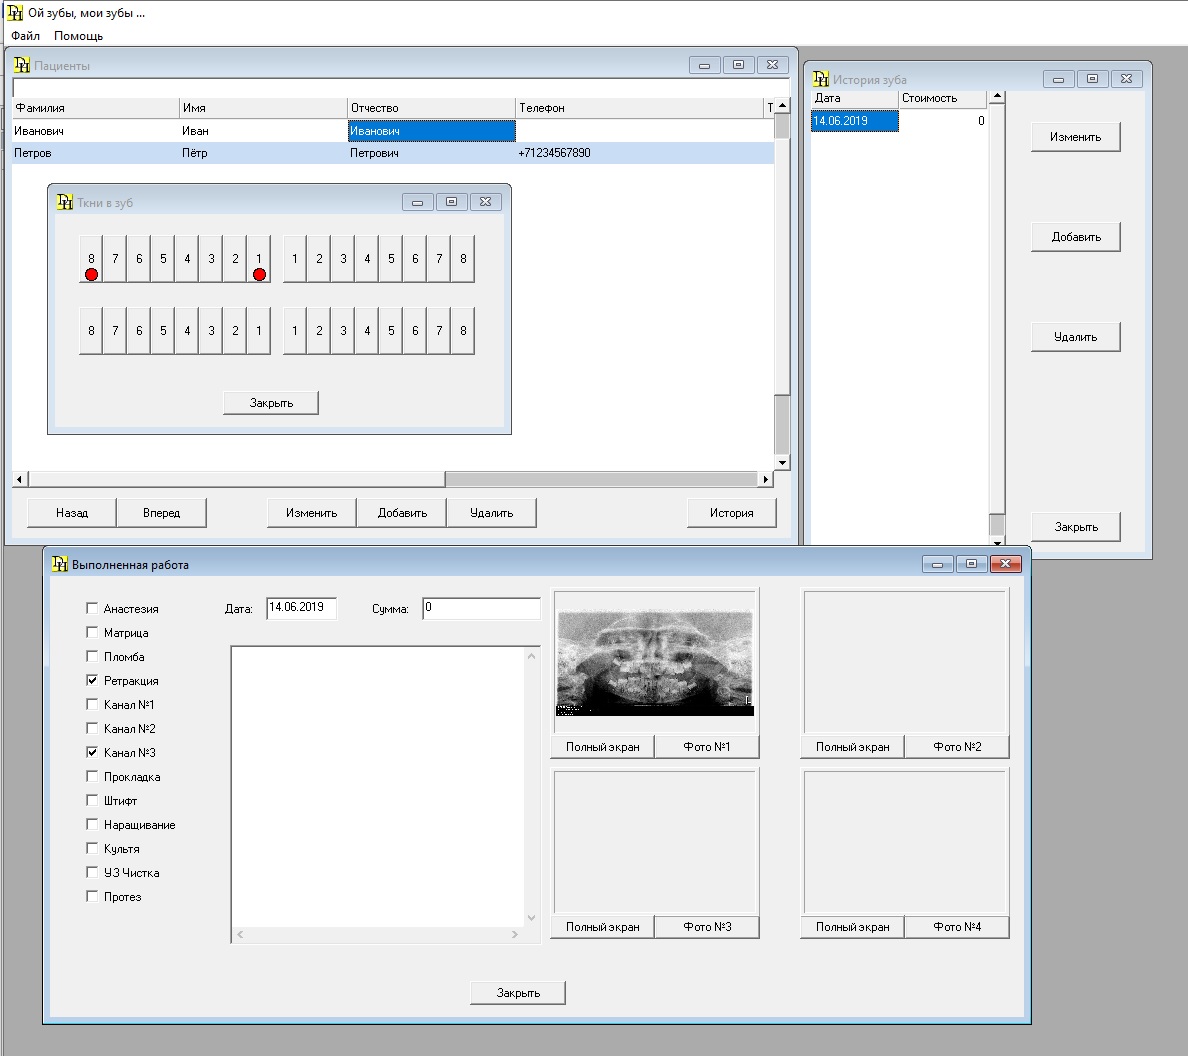 Ой зубы, мои зубы ...
Файл Помощь
Пациенты
Фамилия Имя Отчество Телефон Т
Иванович Иван Иванович
Петров Пётр Петрович +71234567890
Ткни в зуб
8 7 6 5 4 3 2 1 1 2 3 4 5 6 7 8
8 7 6 5 4 3 2 1 1 2 3 4 5 6 7 8
Закрыть
Назад Вперед Изменить Добавить Удалить История
История зуба
Дата Стоимость
14.06.2019 0
Изменить
Добавить
Удалить
Закрыть
Выполненная работа
Анастезия
Матрица
Пломба
Ретракция
Канал №1
Канал №2
Канал №3
Прокладка
Штифт
Наращивание
Культя
УЗ Чистка
Протез
Дата: 14.06.2019 Сумма: 0
L
Полный экран Фото №1
Полный экран Фото №2
Полный экран Фото №3
Полный экран Фото №4
Закрыть